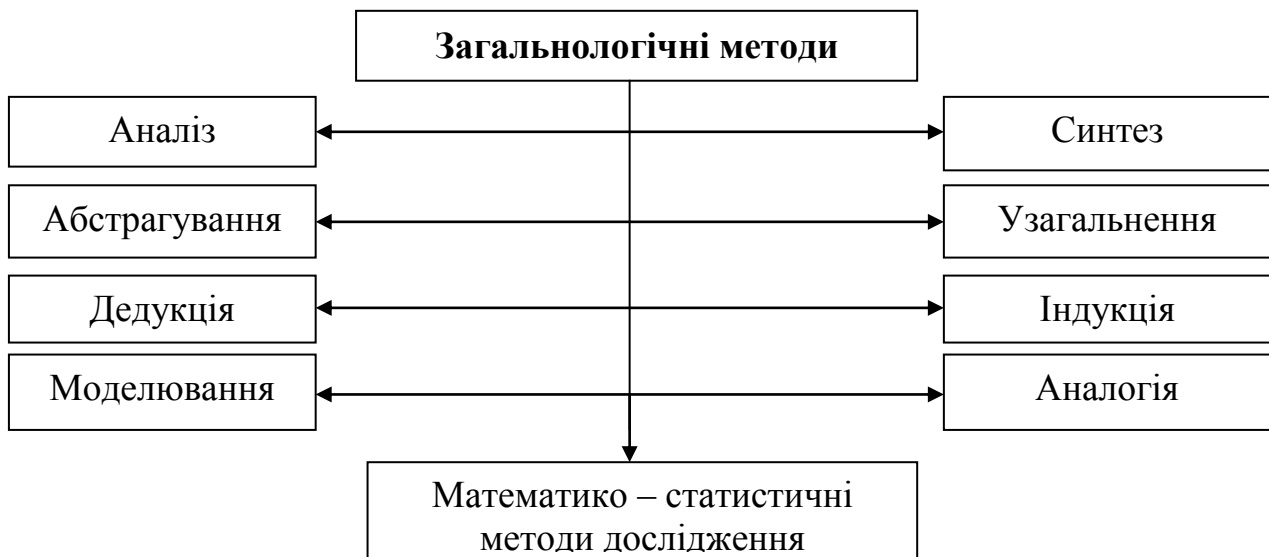 Загальнологічні методи
Аналіз
Синтез
Абстрагування
Узагальнення
Дедукція
Індукція
Моделювання
Аналогія
Математико – статистичні
методи дослідження